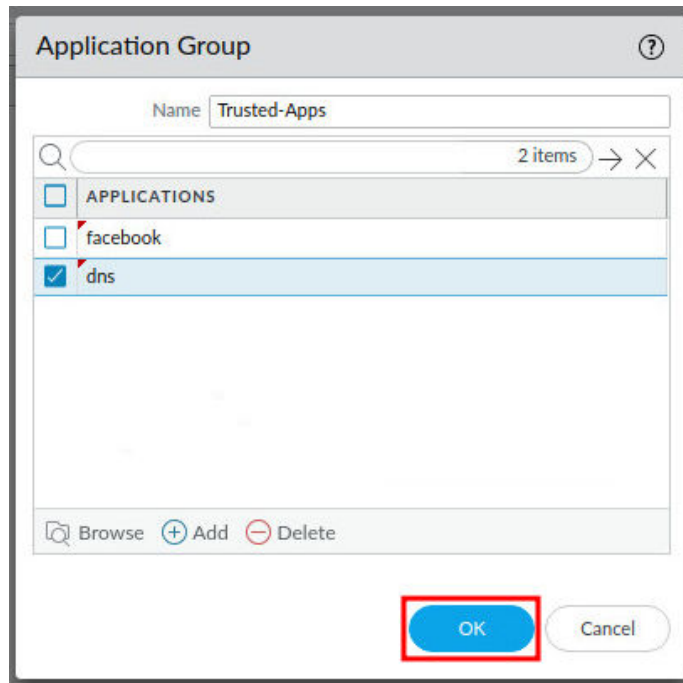 Application Group
Name Trusted-Apps
2 items
APPLICATIONS
facebook
dns
Browse Add Delete
OK Cancel